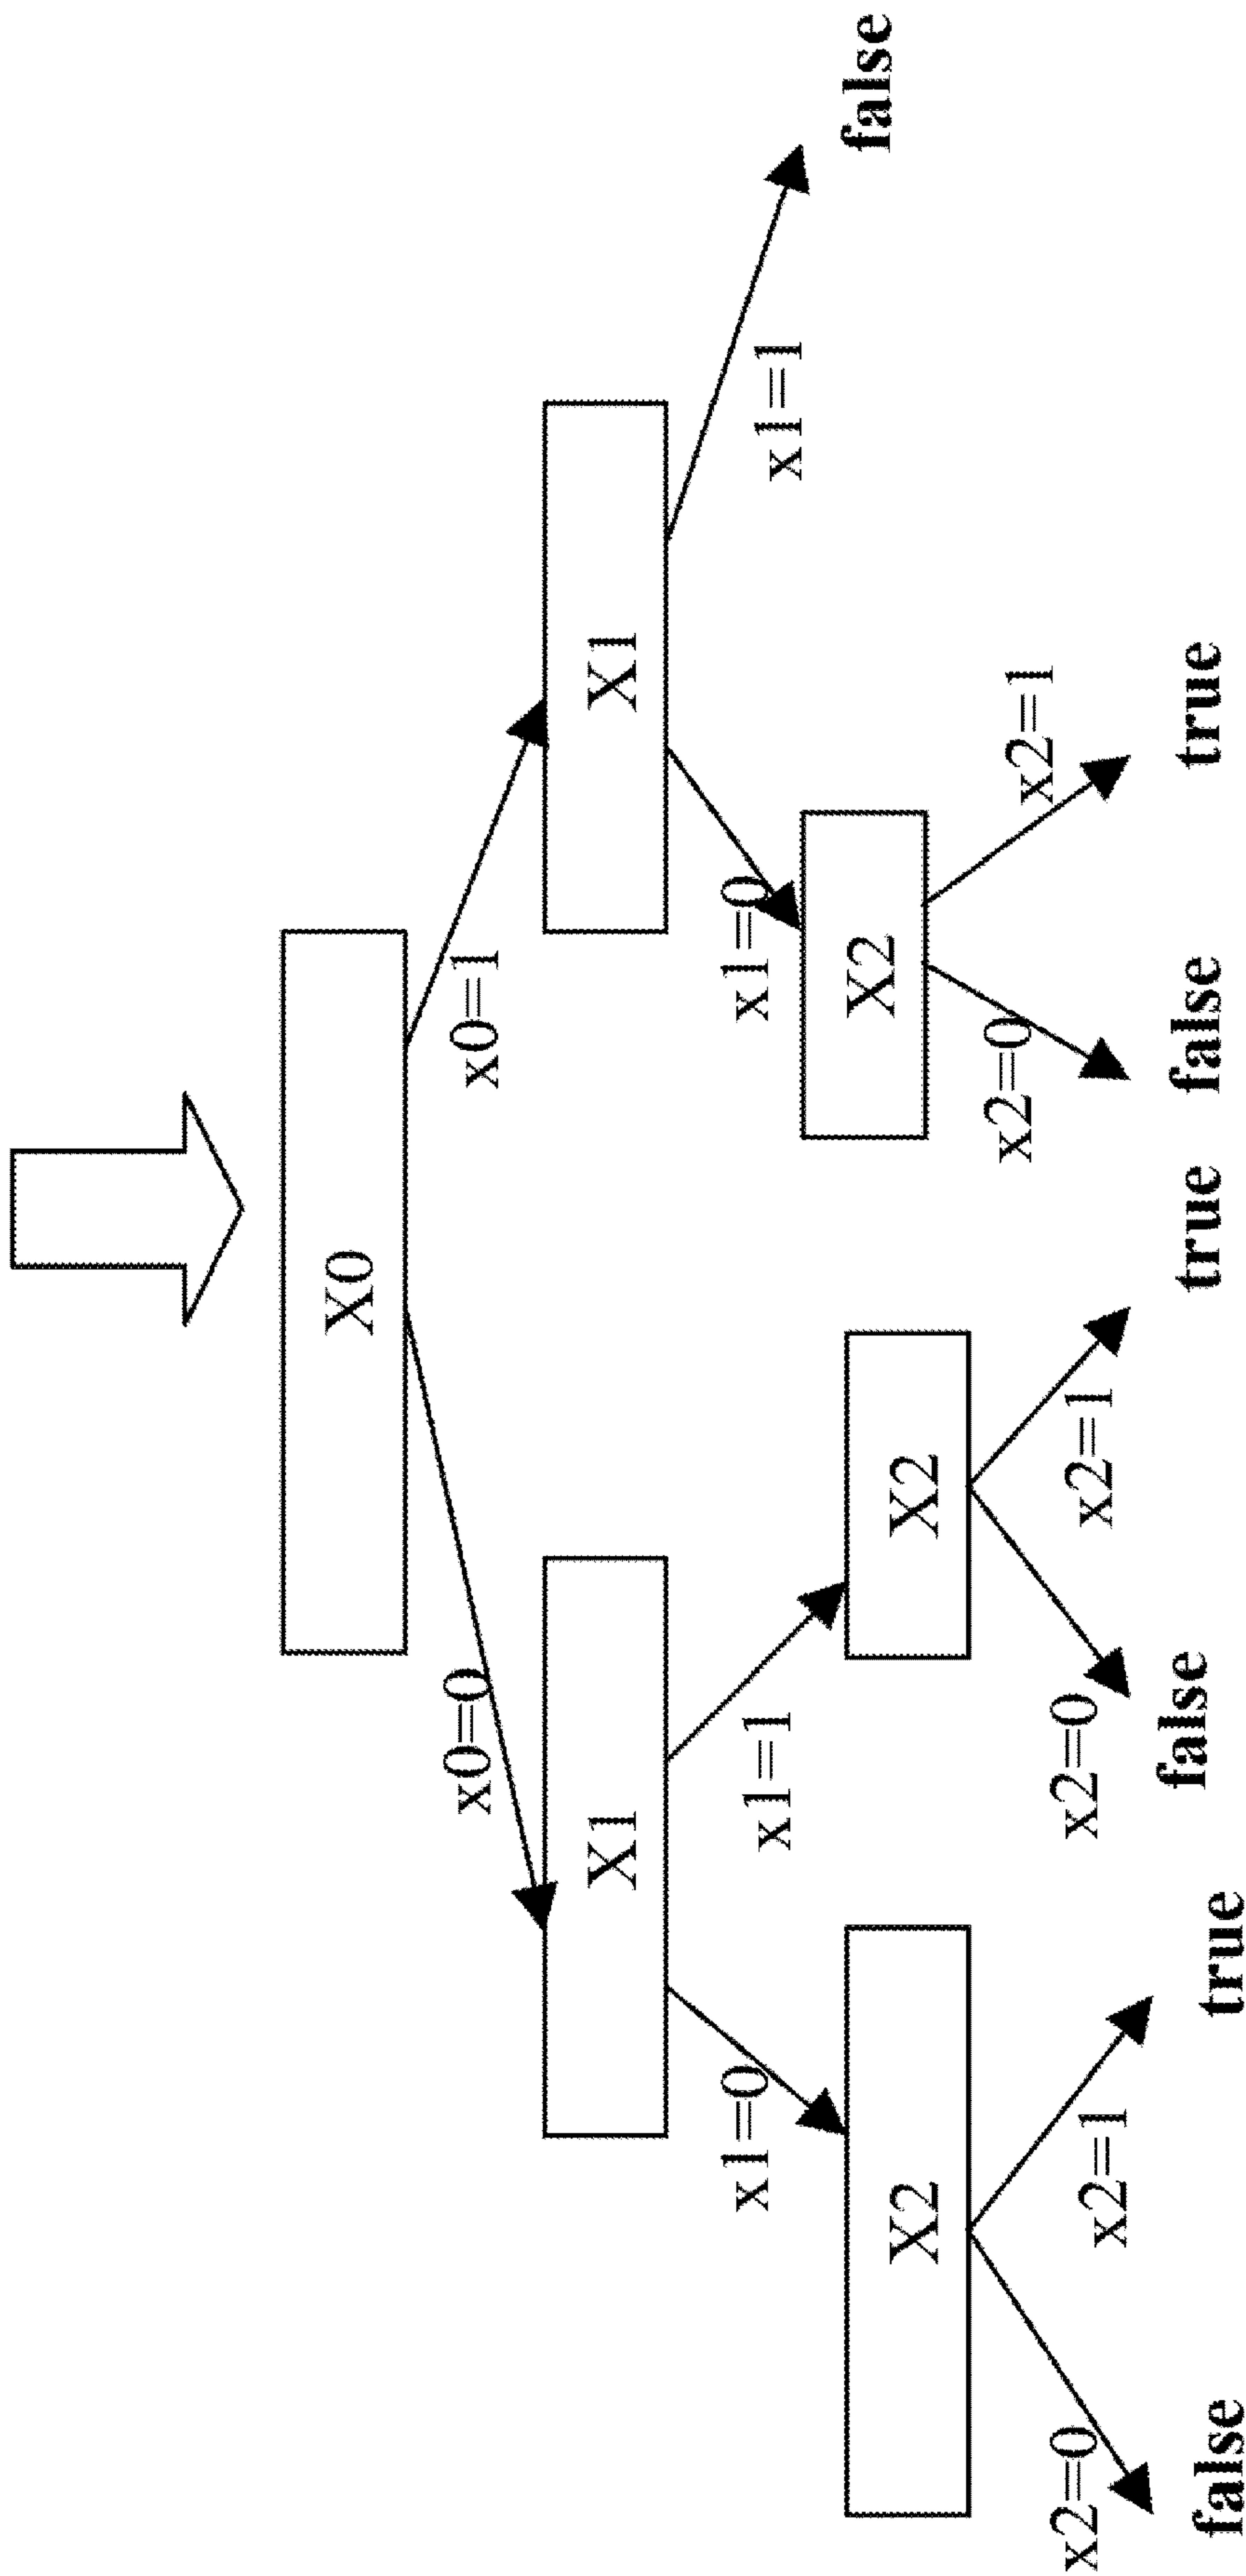 X0
x0=0
x0=1
X1
X1
x1=0
x1=1
x1=0
x1=1
X2
X2
X2
false
x2=0
x2=1
x2=0
x2=1
x2=0
x2=1
false
true
false
true
false
true